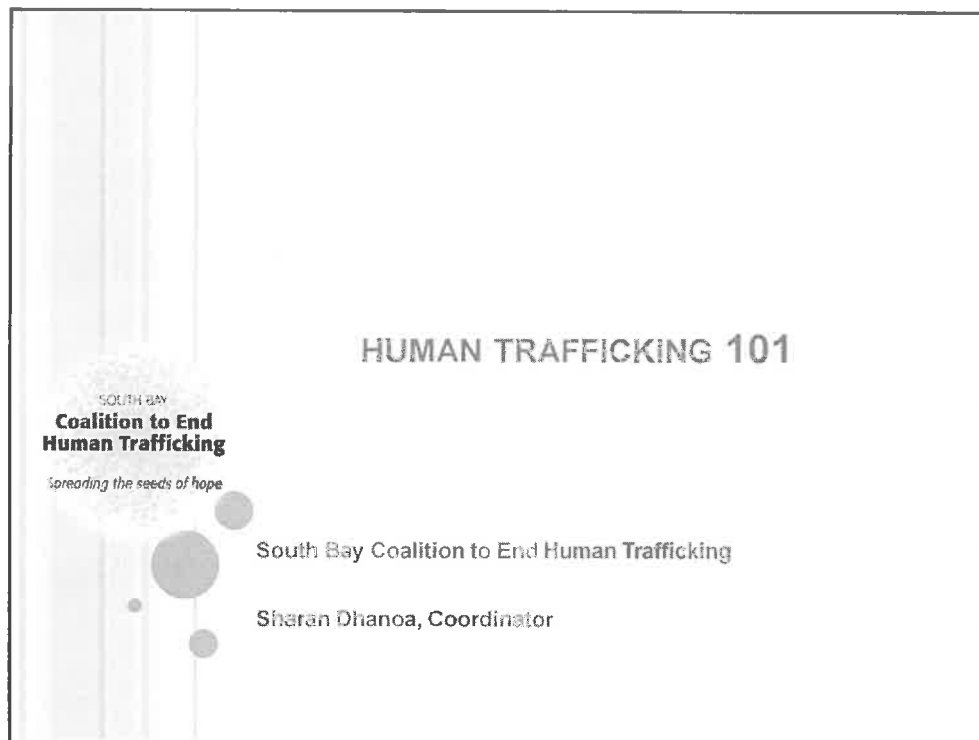 HUMAN TRAFFICKING 101
SOUTH BAY
Coalition to End
Human Trafficking
Spreading the seeds of hope
South Bay Coalition to End Human Trafficking
Sharan Dhanoa, Coordinator